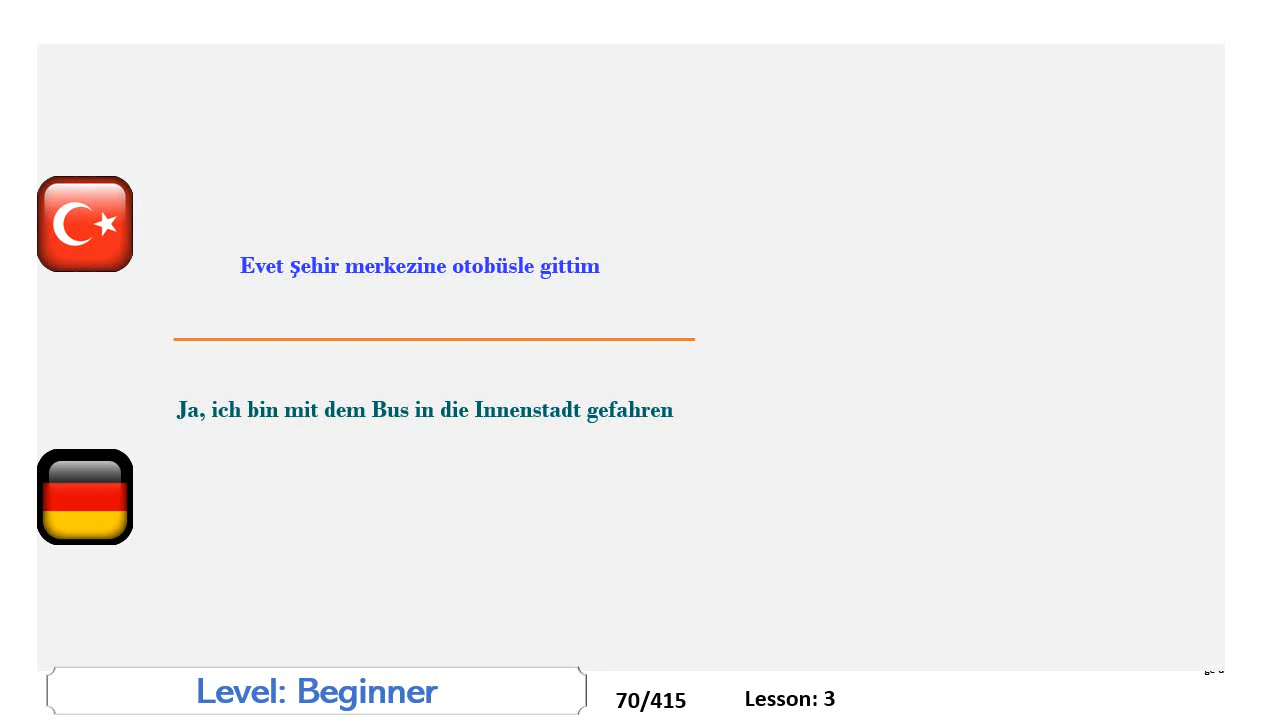 Evet şehir merkezine otobüsle gittim
Ja, ich bin mit dem Bus in die Innenstadt gefahren
Level: Beginner
70/415
Lesson: 3